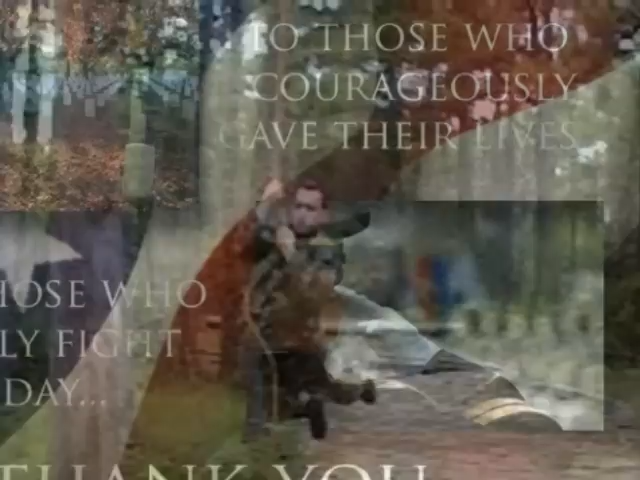 TO THOSE WHO
COURAGEOUSLY
GAVE THEIR LIVES
HOSE WHO
LY FIGHT
DAY...
THANK YOU